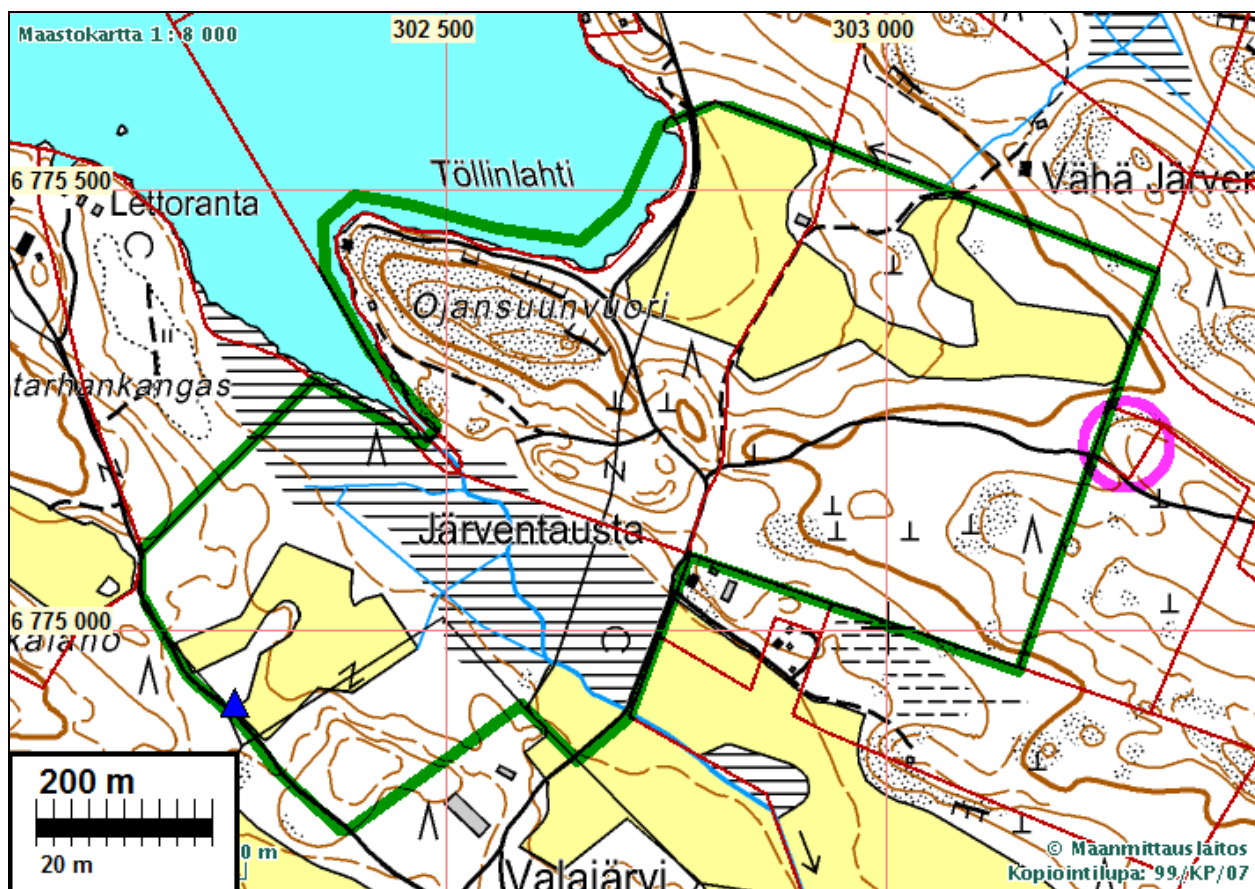 Maastokartta 1 : 8 000
302 500
303 000
6 775 500
Töllinlahti
Vähä Järven
Lettoranta
Ojansuunvuori
tarhankangas
Järventausta
6 775 000
200 m
20 m
0 m
Valajärvi
© Maanmittauslaitos
Kopiointilupa: 99/KP/07